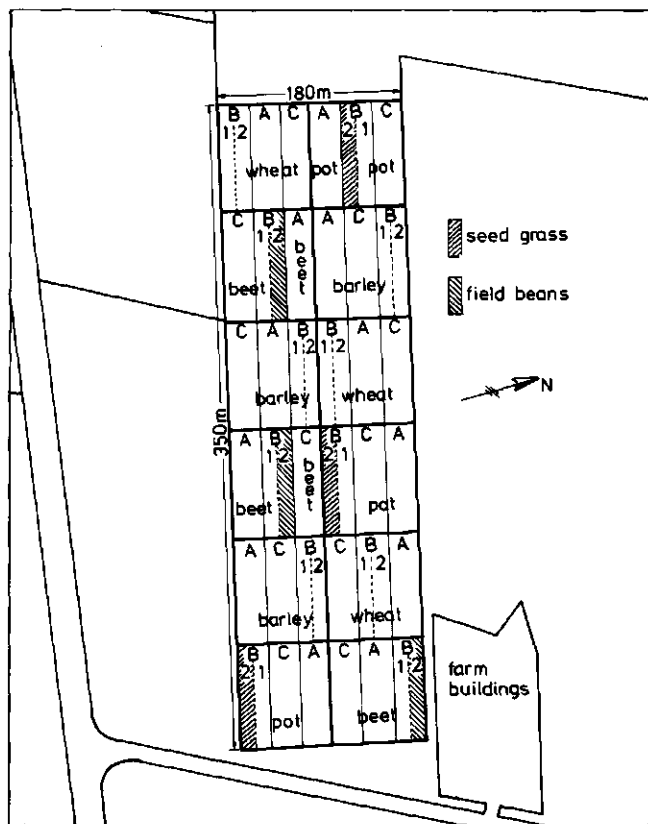 180m
B A C A B C
1 2 2 1
wheat pot pot
C B A A C B
1 2 1 2
beet beet barley
seed grass
field beans
C A B B A C
1 2 1 2
barley wheat
N
350m
A B C B C A
1 2 2 1
beet beet pot
A C B C B A
1 2 1 2
barley wheat
B C A C A B
2 1 1 2
pot beet
farm
buildings